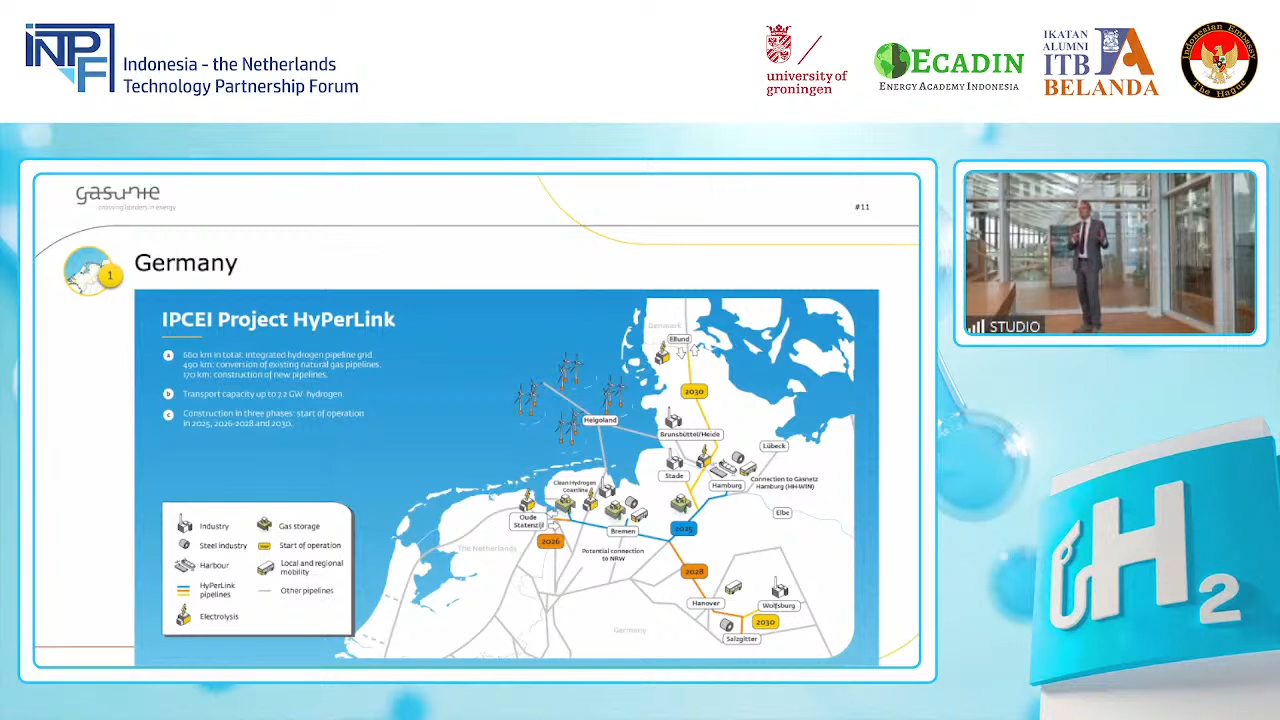 iNPF
Indonesia - the Netherlands
Technology Partnership Forum
university of
groningen
ECADIN
ENERGY ACADEMY INDONESIA
IKATAN
ALUMNI
ITB
BELANDA
Indonesian Embassy
The Hague
gasunie
crossing borders in energy
#11
1
Germany
IPCEI Project HyPerLink
a 660 km in total: integrated hydrogen pipeline grid.
490 km: conversion of existing natural gas pipelines.
170 km: construction of new pipelines.
b Transport capacity up to 7.2 GW hydrogen.
c Construction in three phases: start of operation
in 2025, 2026-2028 and 2030.
Denmark
Ellund
2030
Helgoland
Brunsbüttel/Heide
Lübeck
Stade
Hamburg
Connection to Gasnetz
Hamburg (HH-WIN)
Clean Hydrogen
Coastline
Elbe
Oude
Statenzijl
Bremen
2025
2026
The Netherlands
Potential connection
to NRW
2028
Hanover
Wolfsburg
2030
Germany
Salzgitter
Industry
Gas storage
Steel industry
Start of operation
Harbour
Local and regional
mobility
HyPerLink
pipelines
Other pipelines
Electrolysis
STUDIO
H2